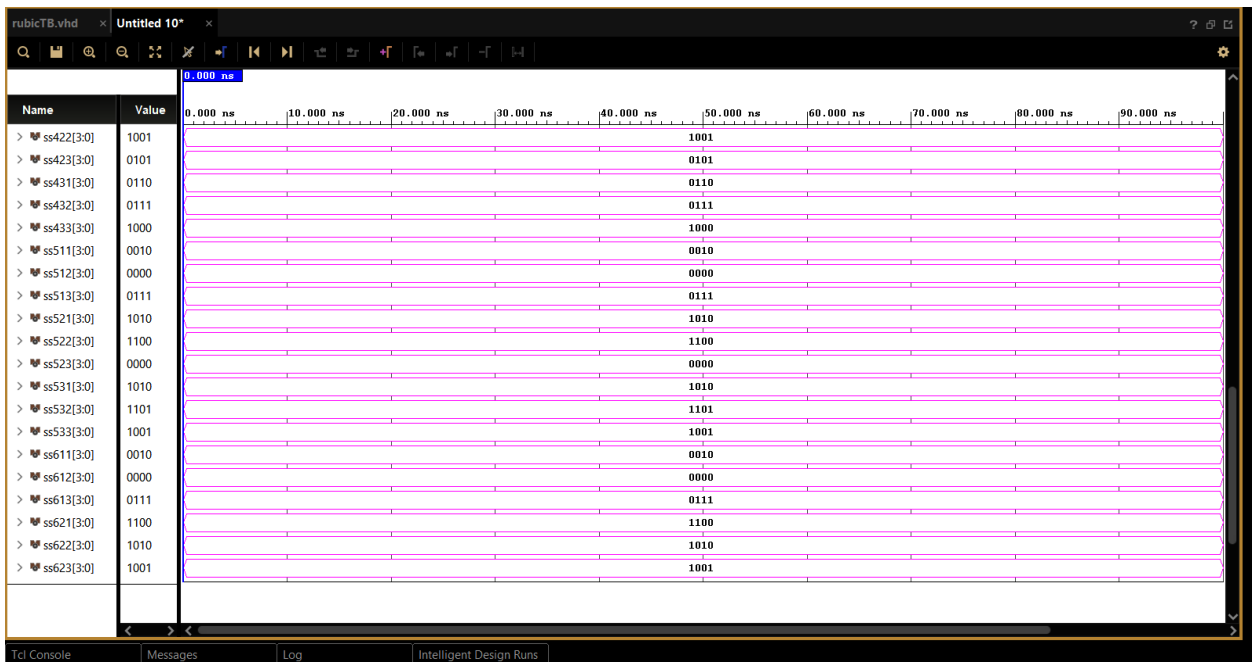 rubicTB.vhd × Untitled 10* ×
0.000 ns
Name Value 0.000 ns 10.000 ns 20.000 ns 30.000 ns 40.000 ns 50.000 ns 60.000 ns 70.000 ns 80.000 ns 90.000 ns
ss422[3:0] 1001 1001
ss423[3:0] 0101 0101
ss431[3:0] 0110 0110
ss432[3:0] 0111 0111
ss433[3:0] 1000 1000
ss511[3:0] 0010 0010
ss512[3:0] 0000 0000
ss513[3:0] 0111 0111
ss521[3:0] 1010 1010
ss522[3:0] 1100 1100
ss523[3:0] 0000 0000
ss531[3:0] 1010 1010
ss532[3:0] 1101 1101
ss533[3:0] 1001 1001
ss611[3:0] 0010 0010
ss612[3:0] 0000 0000
ss613[3:0] 0111 0111
ss621[3:0] 1100 1100
ss622[3:0] 1010 1010
ss623[3:0] 1001 1001
Tcl Console Messages Log Intelligent Design Runs